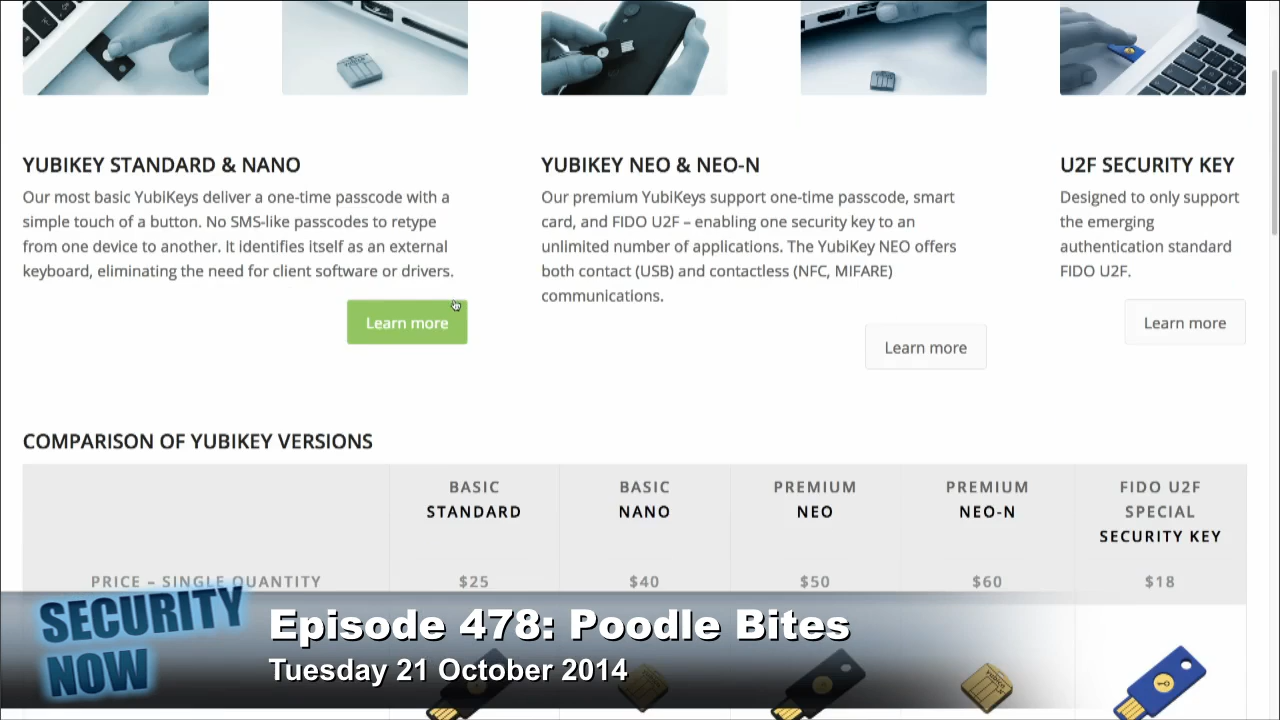 YUBIKEY STANDARD & NANO
Our most basic YubiKeys deliver a one-time passcode with a
simple touch of a button. No SMS-like passcodes to retype
from one device to another. It identifies itself as an external
keyboard, eliminating the need for client software or drivers.
Learn more
YUBIKEY NEO & NEO-N
Our premium YubiKeys support one-time passcode, smart
card, and FIDO U2F – enabling one security key to an
unlimited number of applications. The YubiKey NEO offers
both contact (USB) and contactless (NFC, MIFARE)
communications.
Learn more
U2F SECURITY KEY
Designed to only support
the emerging
authentication standard
FIDO U2F.
Learn more
COMPARISON OF YUBIKEY VERSIONS
BASIC
STANDARD
BASIC
NANO
PREMIUM
NEO
PREMIUM
NEO-N
FIDO U2F
SPECIAL
SECURITY KEY
PRICE – SINGLE QUANTITY
$25
$40
$50
$60
$18
SECURITY
NOW
Episode 478: Poodle Bites
Tuesday 21 October 2014